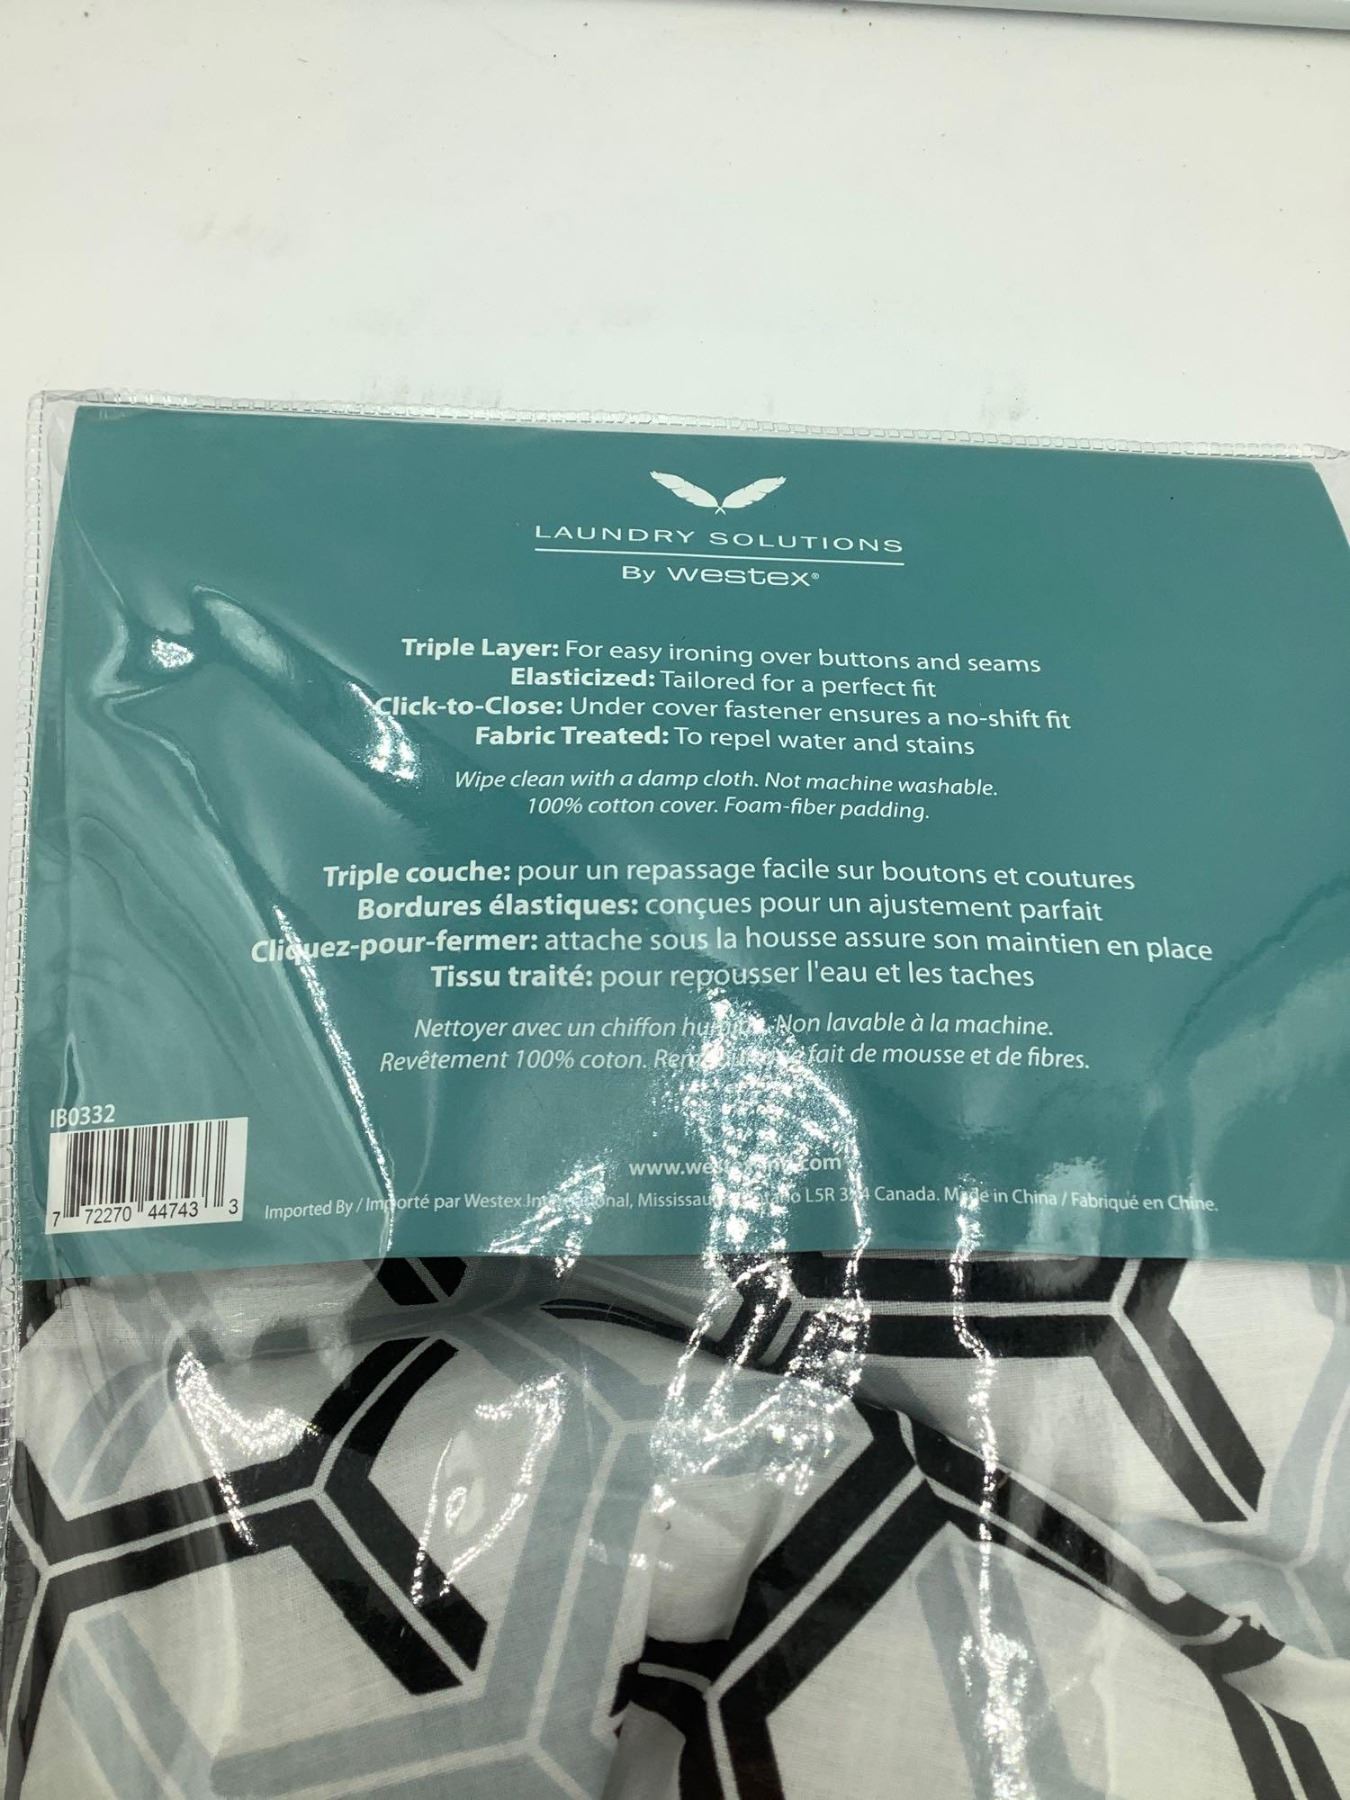 LAUNDRY SOLUTIONS
By westex®
Triple Layer: For easy ironing over buttons and seams
Elasticized: Tailored for a perfect fit
Click-to-Close: Under cover fastener ensures a no-shift fit
Fabric Treated: To repel water and stains
Wipe clean with a damp cloth. Not machine washable.
100% cotton cover. Foam-fiber padding.
Triple couche: pour un repassage facile sur boutons et coutures
Bordures élastiques: conçues pour un ajustement parfait
Cliquez-pour-fermer: attache sous la housse assure son maintien en place
Tissu traité: pour repousser l'eau et les taches
Nettoyer avec un chiffon Non lavable à la machine.
Revêtement 100% coton. fait de mousse et de fibres.
IB0332
7 72270 44743 3
Imported By / Importé par Westex L5R Canada. Made in China / Fabriqué en Chine.